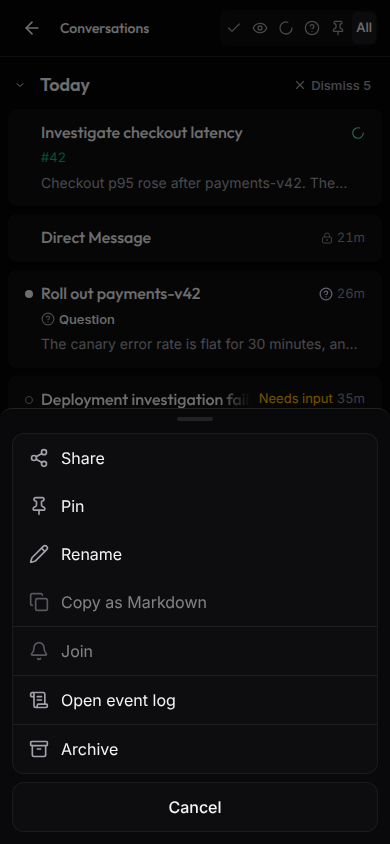 Conversations
All
Today
Dismiss 5
Investigate checkout latency
#42
Checkout p95 rose after payments-v42. The...
Direct Message
21m
Roll out payments-v42
26m
Question
The canary error rate is flat for 30 minutes, an...
Deployment investigation fail
Needs input 35m
Share
Pin
Rename
Copy as Markdown
Join
Open event log
Archive
Cancel